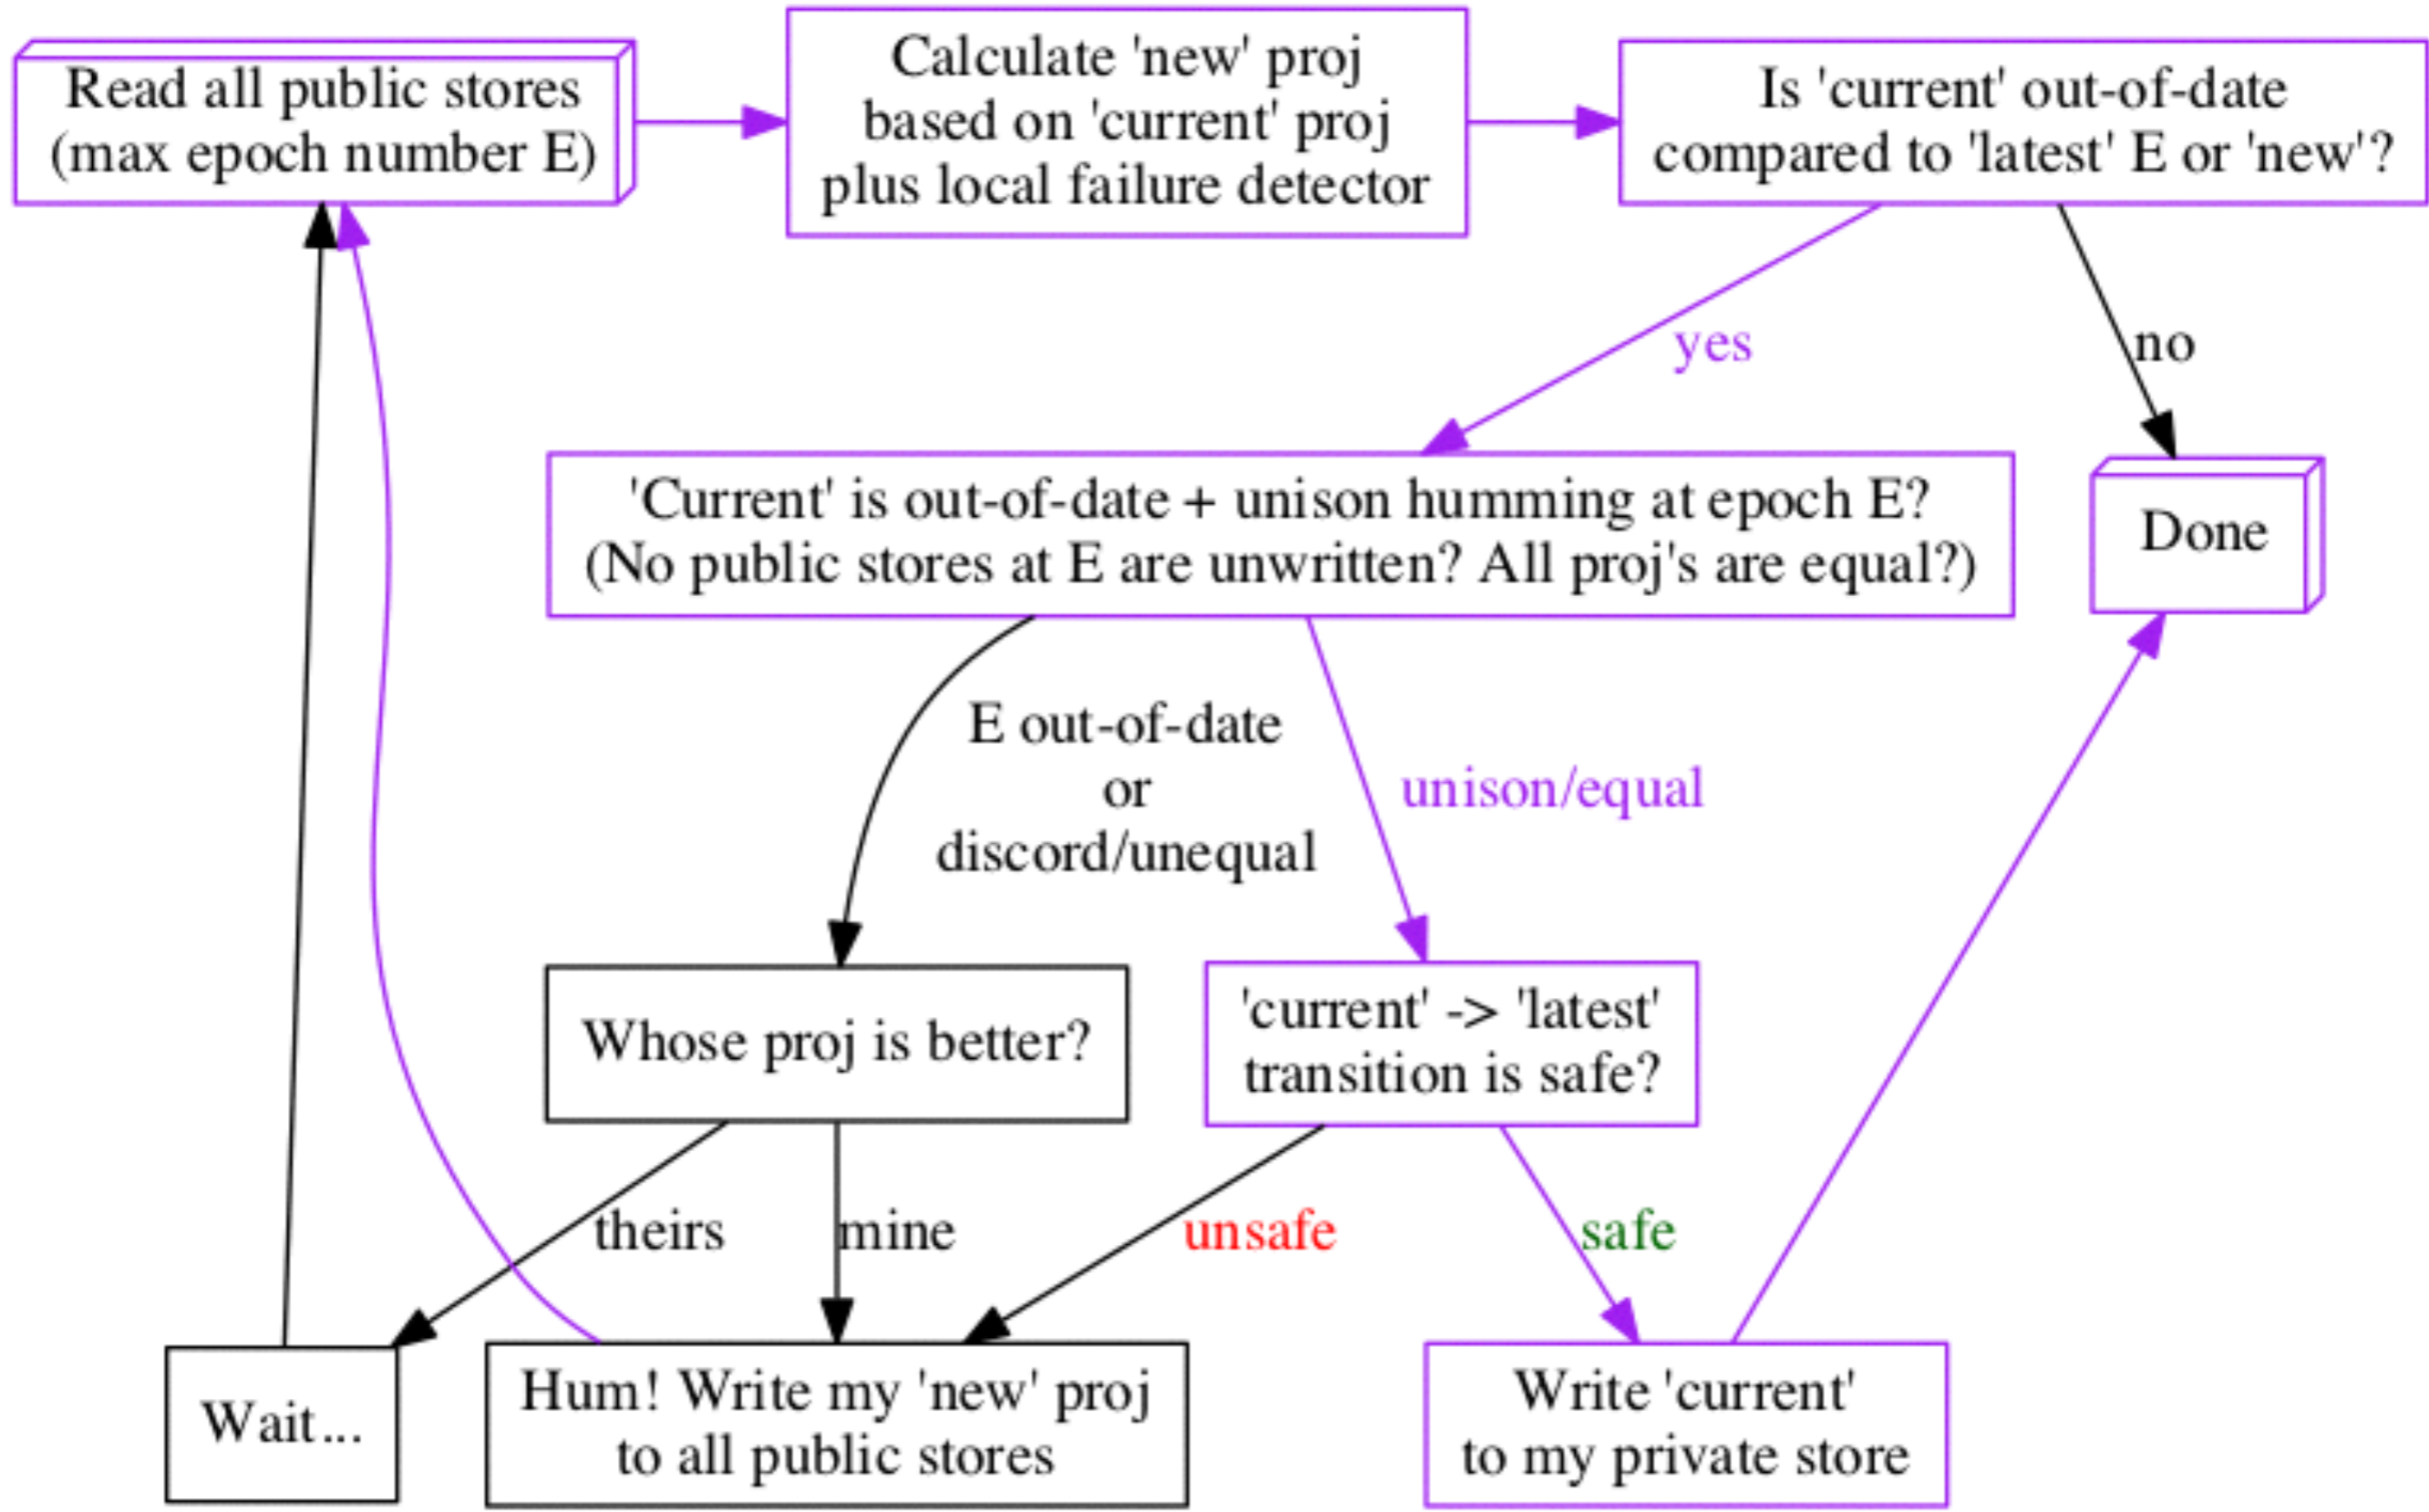 Read all public stores
(max epoch number E)
Calculate 'new' proj
based on 'current' proj
plus local failure detector
Is 'current' out-of-date
compared to 'latest' E or 'new'?
yes
no
'Current' is out-of-date + unison humming at epoch E?
(No public stores at E are unwritten? All proj's are equal?)
Done
E out-of-date
or
discord/unequal
unison/equal
Whose proj is better?
'current' -> 'latest'
transition is safe?
theirs
mine
unsafe
safe
Wait...
Hum! Write my 'new' proj
to all public stores
Write 'current'
to my private store